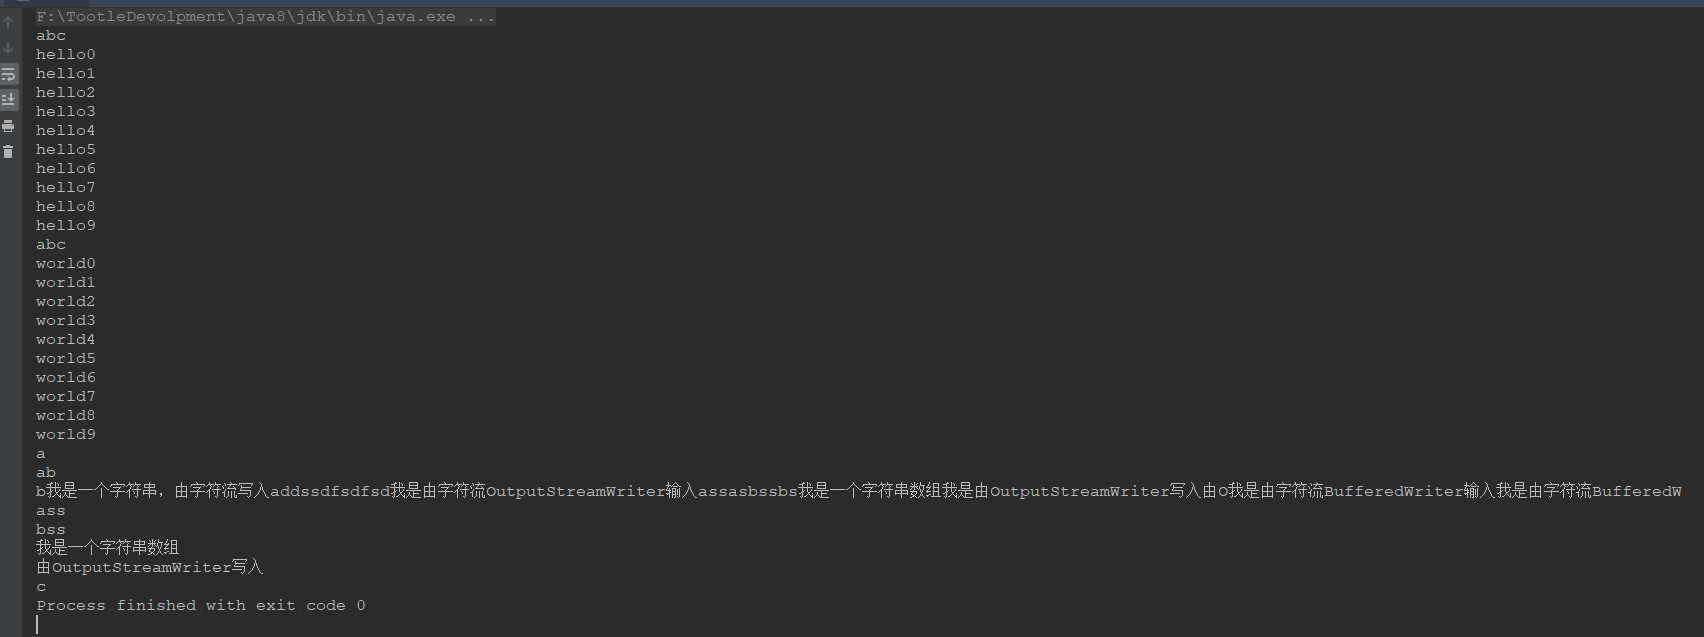 F:\TootleDevolpment\java8\jdk\bin\java.exe ...
abc
hello0
hello1
hello2
hello3
hello4
hello5
hello6
hello7
hello8
hello9
abc
world0
world1
world2
world3
world4
world5
world6
world7
world8
world9
a
ab
b我是一个字符串，由字符流写入addssdfsdfsd我是由字符流OutputStreamWriter输入assasbssbs我是一个字符串数组我是由OutputStreamWriter写入由O我是由字符流BufferedWriter输入我是由字符流BufferedW
ass
bss
我是一个字符串数组
由OutputStreamWriter写入
c
Process finished with exit code 0